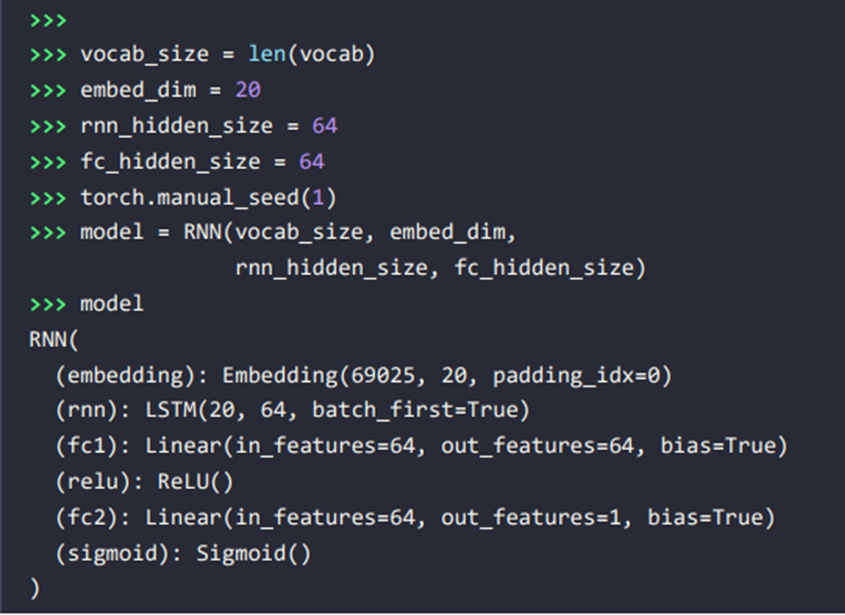 >>>
>>> vocab_size = len(vocab)
>>> embed_dim = 20
>>> rnn_hidden_size = 64
>>> fc_hidden_size = 64
>>> torch.manual_seed(1)
>>> model = RNN(vocab_size, embed_dim,
                rnn_hidden_size, fc_hidden_size)
>>> model
RNN(
  (embedding): Embedding(69025, 20, padding_idx=0)
  (rnn): LSTM(20, 64, batch_first=True)
  (fc1): Linear(in_features=64, out_features=64, bias=True)
  (relu): ReLU()
  (fc2): Linear(in_features=64, out_features=1, bias=True)
  (sigmoid): Sigmoid()
)